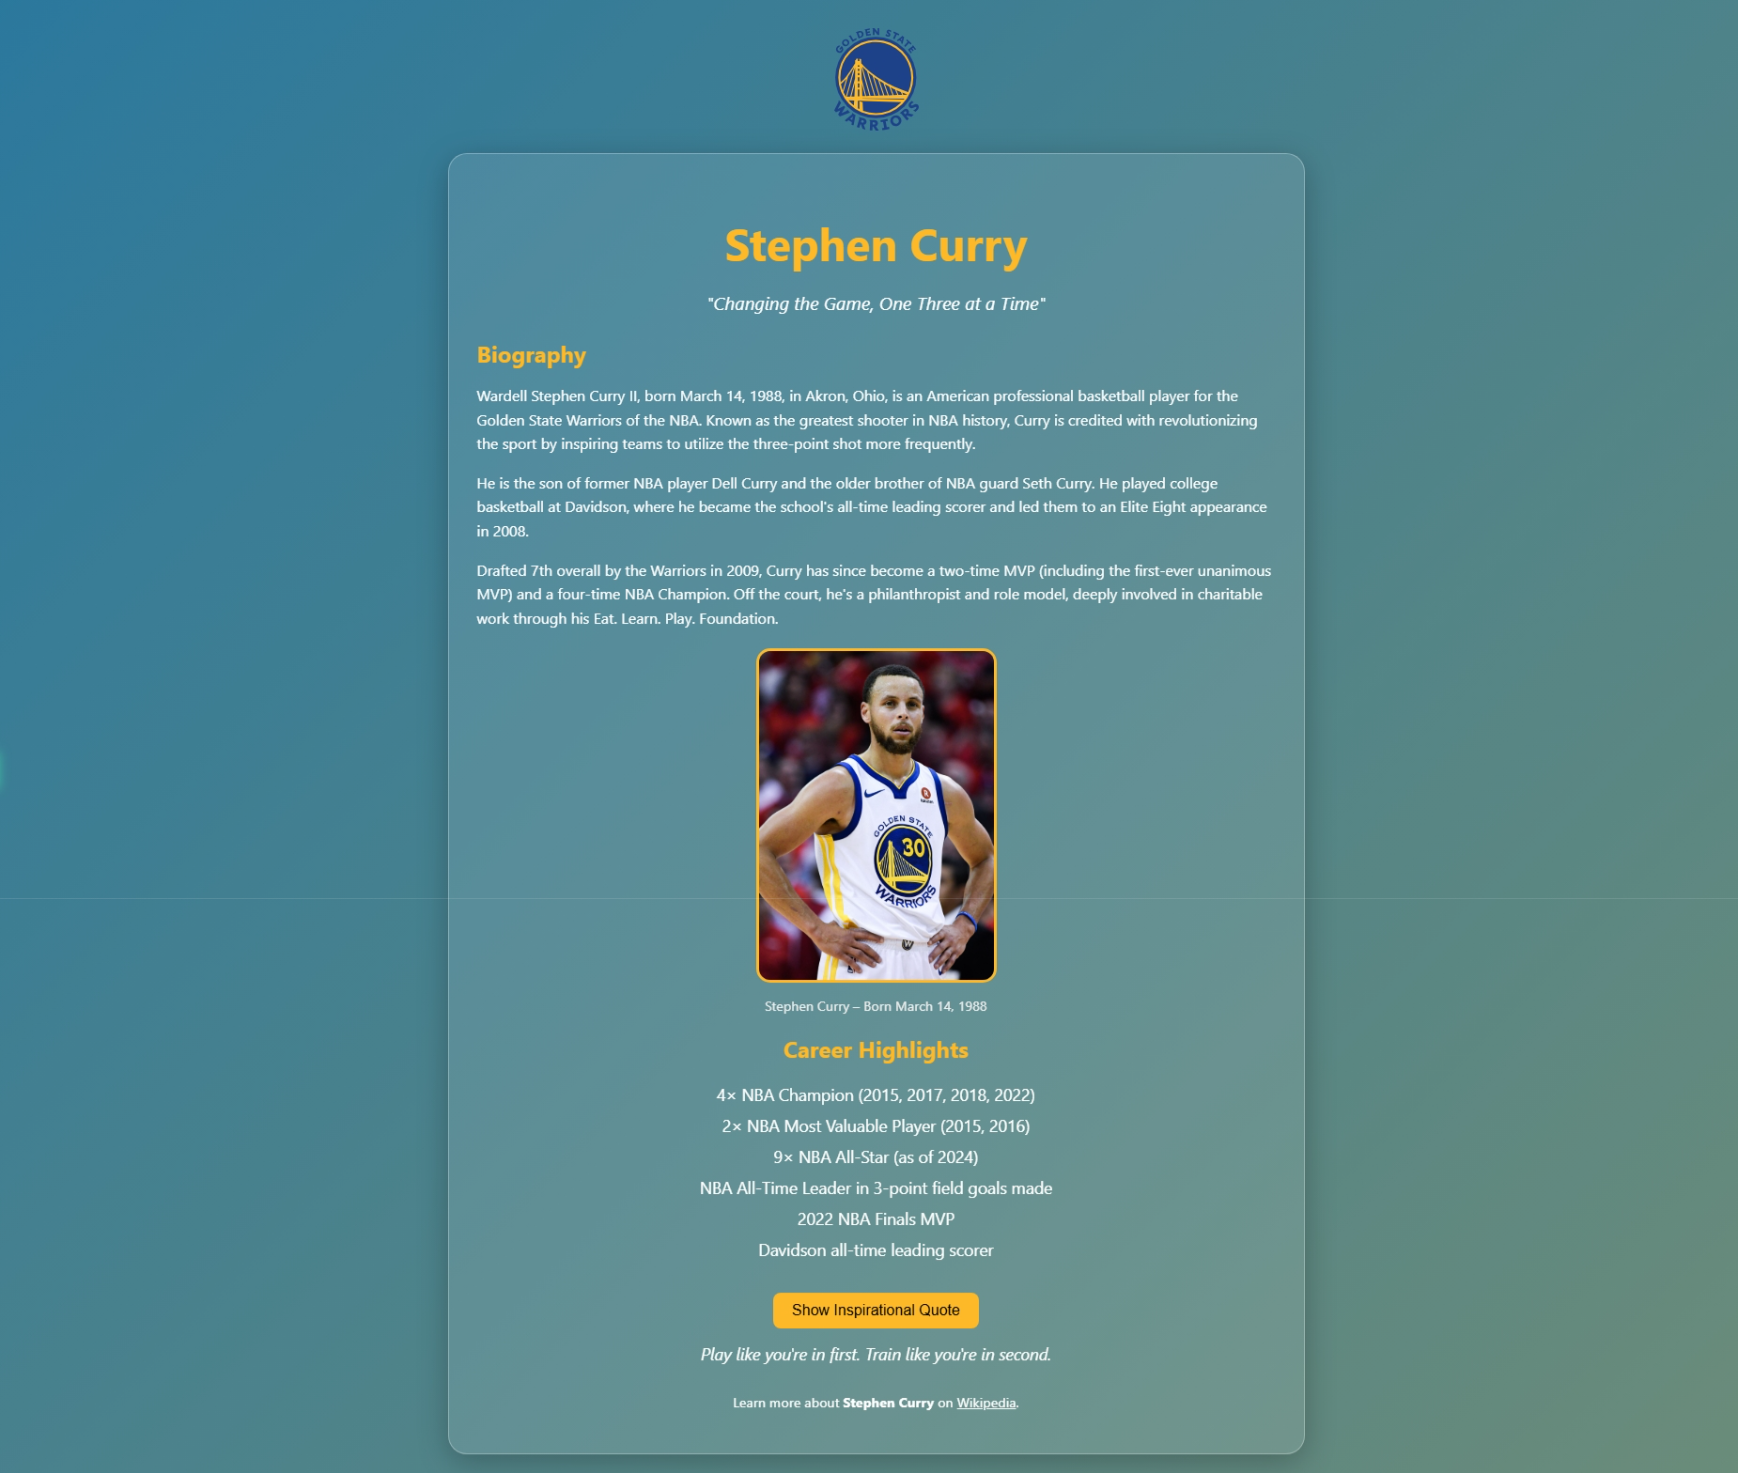 GOLDEN STATE
WARRIORS
Stephen Curry
"Changing the Game, One Three at a Time"
Biography
Wardell Stephen Curry II, born March 14, 1988, in Akron, Ohio, is an American professional basketball player for the
Golden State Warriors of the NBA. Known as the greatest shooter in NBA history, Curry is credited with revolutionizing
the sport by inspiring teams to utilize the three-point shot more frequently.
He is the son of former NBA player Dell Curry and the older brother of NBA guard Seth Curry. He played college
basketball at Davidson, where he became the school's all-time leading scorer and led them to an Elite Eight appearance
in 2008.
Drafted 7th overall by the Warriors in 2009, Curry has since become a two-time MVP (including the first-ever unanimous
MVP) and a four-time NBA Champion. Off the court, he's a philanthropist and role model, deeply involved in charitable
work through his Eat. Learn. Play. Foundation.
GOLDEN STATE
30
WARRIORS
Stephen Curry – Born March 14, 1988
Career Highlights
4× NBA Champion (2015, 2017, 2018, 2022)
2× NBA Most Valuable Player (2015, 2016)
9× NBA All-Star (as of 2024)
NBA All-Time Leader in 3-point field goals made
2022 NBA Finals MVP
Davidson all-time leading scorer
Show Inspirational Quote
Play like you're in first. Train like you're in second.
Learn more about Stephen Curry on Wikipedia.